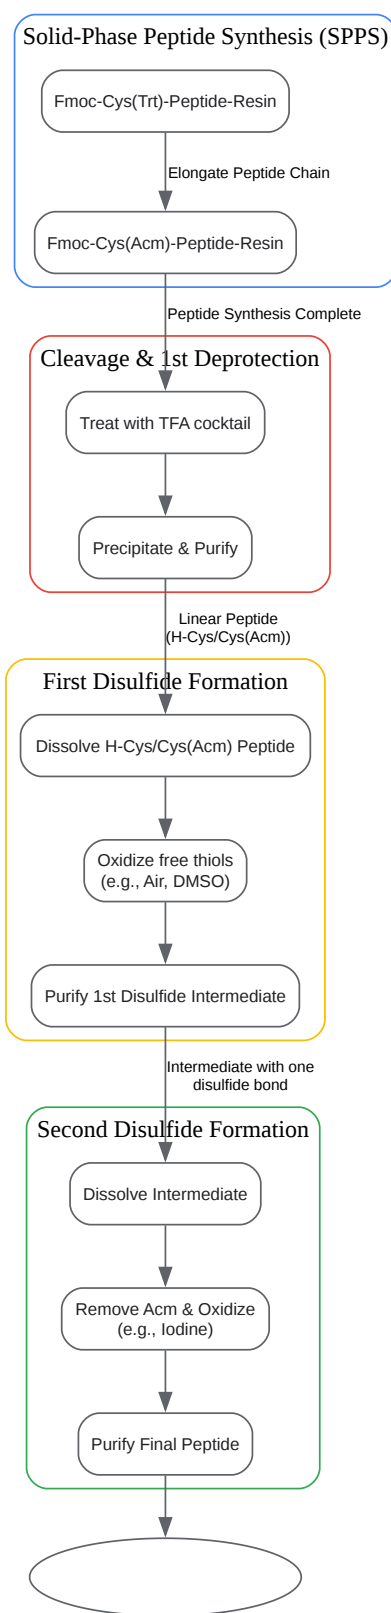 Solid-Phase Peptide Synthesis (SPPS)
Fmoc-Cys(Trt)-Peptide-Resin
Elongate Peptide Chain
Fmoc-Cys(Acm)-Peptide-Resin
Peptide Synthesis Complete
Cleavage & 1st Deprotection
Treat with TFA cocktail
Precipitate & Purify
Linear Peptide
(H-Cys/Cys(Acm))
First Disulfide Formation
Dissolve H-Cys/Cys(Acm) Peptide
Oxidize free thiols
(e.g., Air, DMSO)
Purify 1st Disulfide Intermediate
Intermediate with one
disulfide bond
Second Disulfide Formation
Dissolve Intermediate
Remove Acm & Oxidize
(e.g., Iodine)
Purify Final Peptide